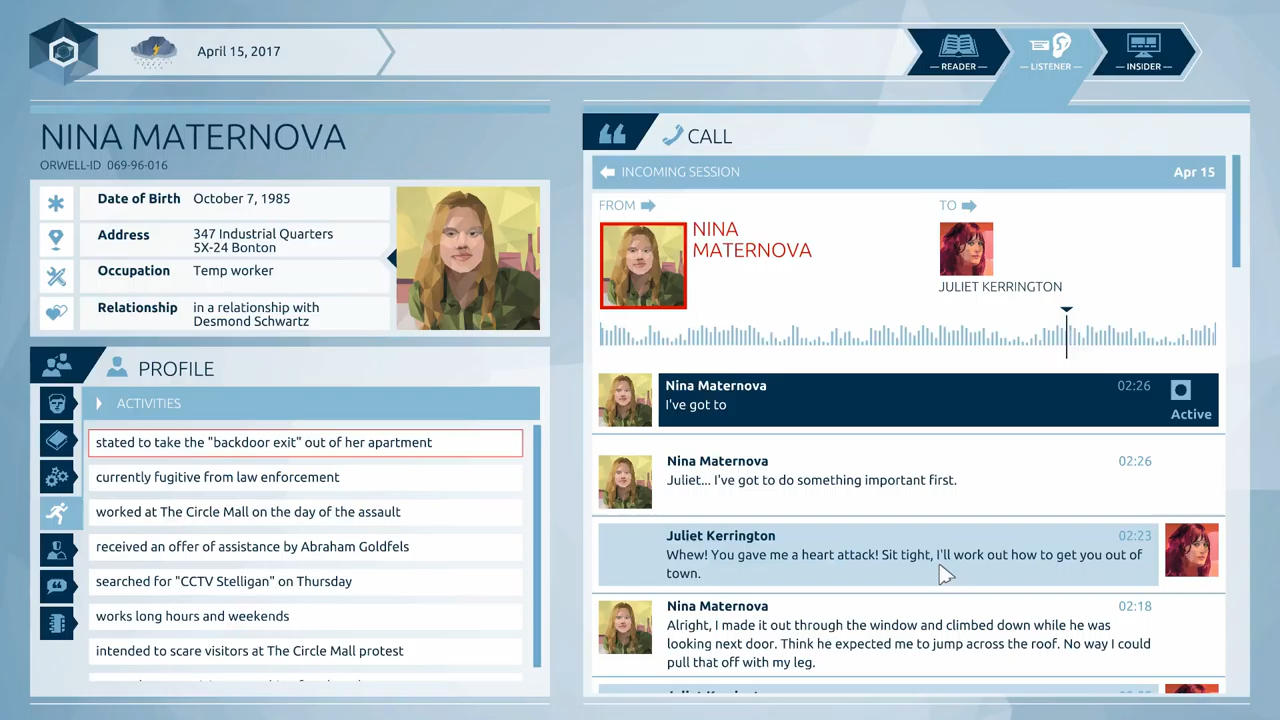 April 15, 2017
— READER —
— LISTENER —
— INSIDER —
NINA MATERNOVA
ORWELL-ID 069-96-016
Date of Birth October 7, 1985
Address 347 Industrial Quarters
5X-24 Bonton
Occupation Temp worker
Relationship in a relationship with
Desmond Schwartz
PROFILE
ACTIVITIES
stated to take the "backdoor exit" out of her apartment
currently fugitive from law enforcement
worked at The Circle Mall on the day of the assault
received an offer of assistance by Abraham Goldfels
searched for "CCTV Stelligan" on Thursday
works long hours and weekends
intended to scare visitors at The Circle Mall protest
CALL
INCOMING SESSION Apr 15
FROM
NINA
MATERNOVA
TO
JULIET KERRINGTON
Nina Maternova 02:26
I've got to
Active
Nina Maternova 02:26
Juliet... I've got to do something important first.
Juliet Kerrington 02:23
Whew! You gave me a heart attack! Sit tight, I'll work out how to get you out of
town.
Nina Maternova 02:18
Alright, I made it out through the window and climbed down while he was
looking next door. Think he expected me to jump across the roof. No way I could
pull that off with my leg.